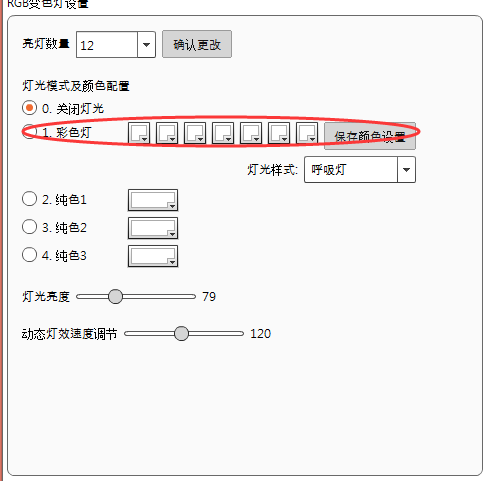 RGB变色灯设置
亮灯数量 12 确认更改
灯光模式及颜色配置
0. 关闭灯光
1. 彩色灯 保存颜色设置
灯光样式: 呼吸灯
2. 纯色1
3. 纯色2
4. 纯色3
灯光亮度 79
动态灯效速度调节 120